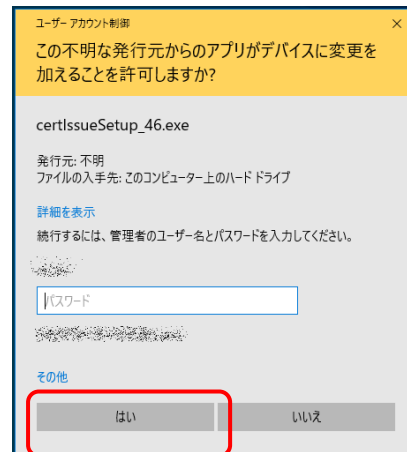 ユーザー アカウント制御
この不明な発行元からのアプリがデバイスに変更を
加えることを許可しますか?
certIssueSetup_46.exe
発行元: 不明
ファイルの入手先: このコンピューター上のハード ドライブ
詳細を表示
続行するには、管理者のユーザー名とパスワードを入力してください。
パスワード
その他
はい
いいえ